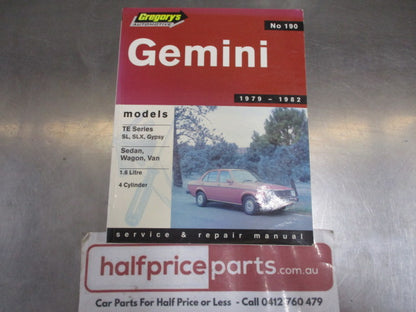 Gregory's
AUTOMOTIVE
No 190
Gemini
1979 - 1982
models
TE Series
SL, SLX, Gypsy
Sedan,
Wagon, Van
1.6 Litre
4 Cylinder
service & repair manual
halfpriceparts.com.au
Car Parts For Half Price or Less - Call 0412 760 479